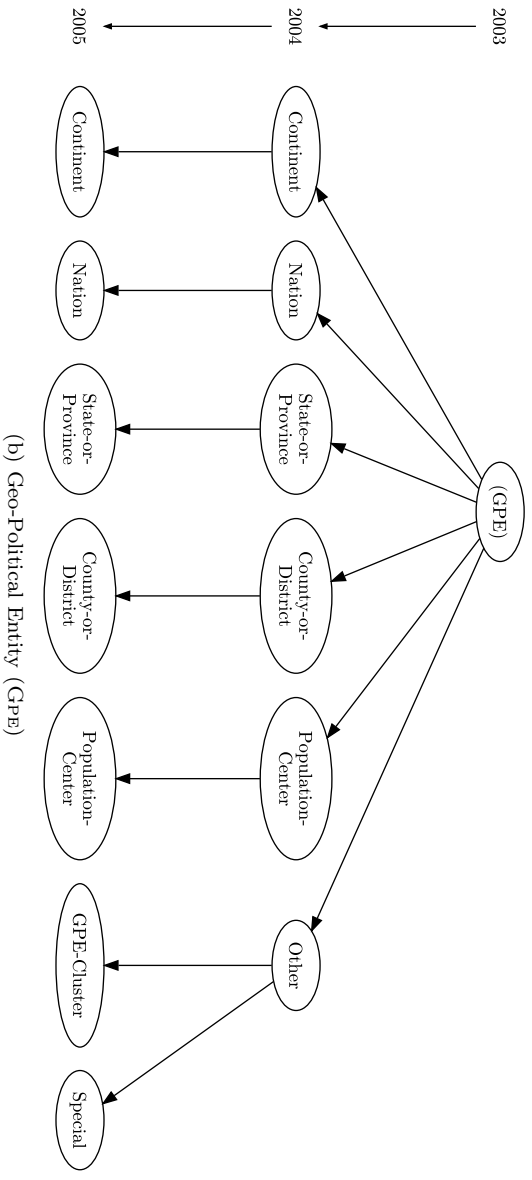 2003
(GPE)
2004
Continent
Nation
State-or-
Province
County-or-
District
Population-
Center
Other
2005
Continent
Nation
State-or-
Province
County-or-
District
Population-
Center
GPE-Cluster
Special
(b) Geo-Political Entity (GPE)